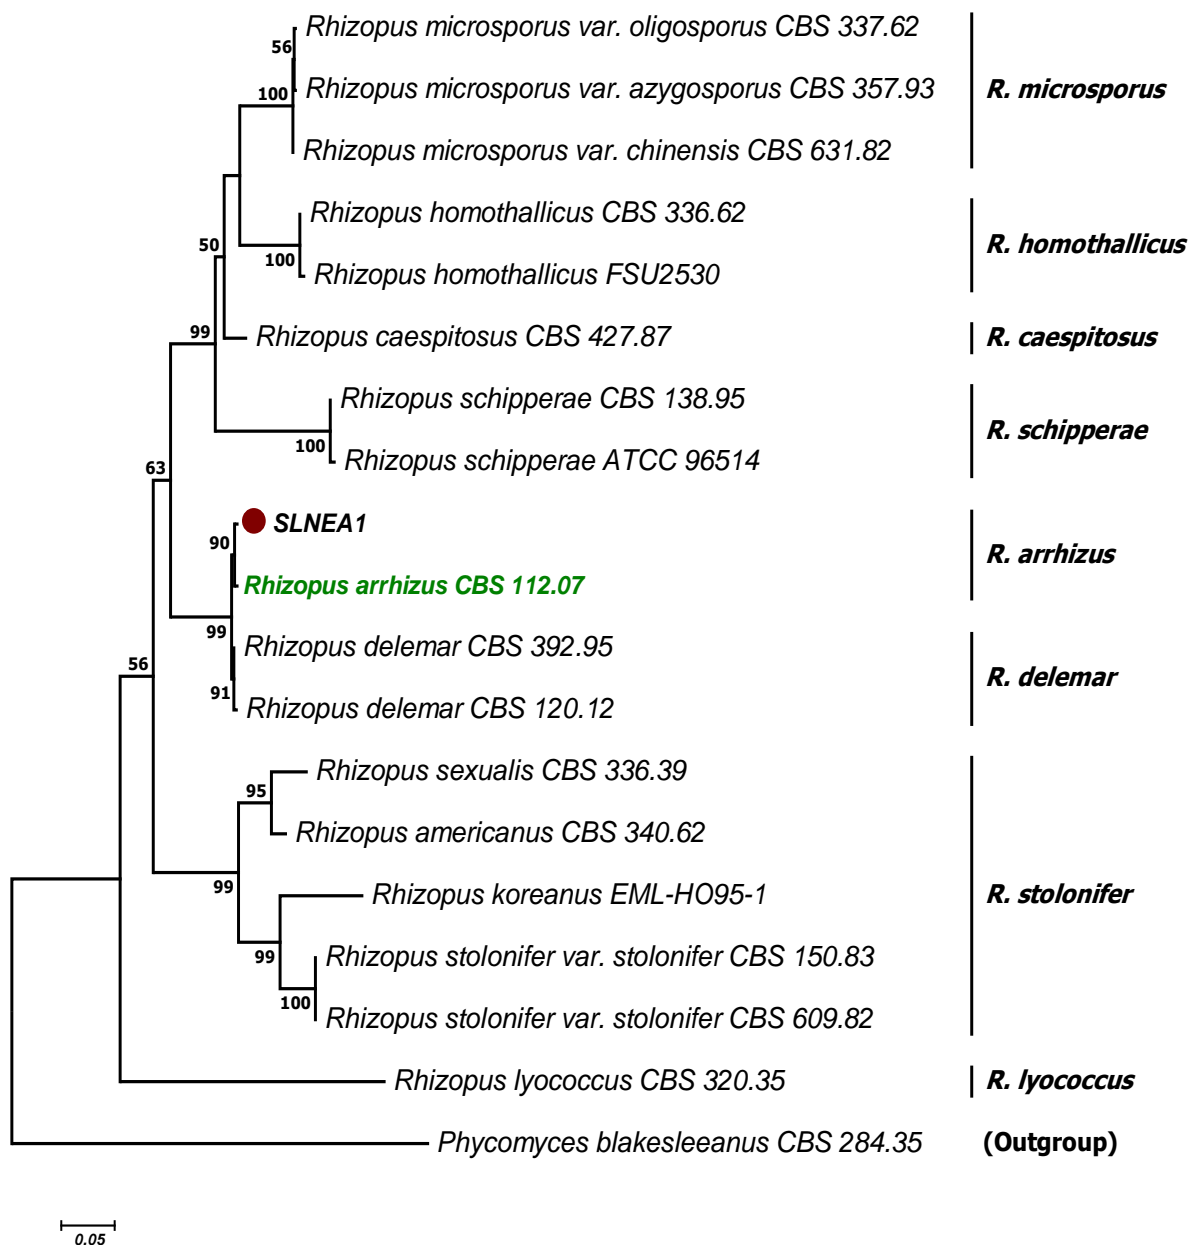 Rhizopus microsporus var. oligosporus CBS 337.62
56
Rhizopus microsporus var. azygosporus CBS 357.93
R. microsporus
100
Rhizopus microsporus var. chinensis CBS 631.82
Rhizopus homothallicus CBS 336.62
50
R. homothallicus
100
Rhizopus homothallicus FSU2530
99
Rhizopus caespitosus CBS 427.87
R. caespitosus
Rhizopus schipperae CBS 138.95
R. schipperae
100
Rhizopus schipperae ATCC 96514
63
SLNEA1
90
R. arrhizus
Rhizopus arrhizus CBS 112.07
99
Rhizopus delemar CBS 392.95
56
R. delemar
91
Rhizopus delemar CBS 120.12
Rhizopus sexualis CBS 336.39
95
Rhizopus americanus CBS 340.62
99
Rhizopus koreanus EML-HO95-1
R. stolonifer
99
Rhizopus stolonifer var. stolonifer CBS 150.83
100
Rhizopus stolonifer var. stolonifer CBS 609.82
Rhizopus lyococcus CBS 320.35
R. lyococcus
Phycomyces blakesleeanus CBS 284.35
(Outgroup)
0.05